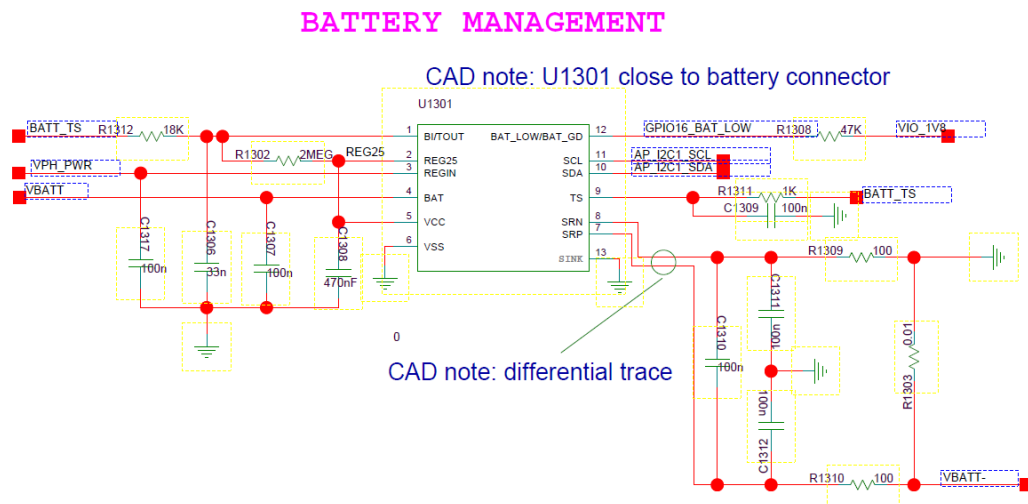 BATTERY MANAGEMENT
CAD note: U1301 close to battery connector
U1301
BATT_TS
R1312
18K
1
BI/TOUT
BAT_LOW/BAT_GD
12
GPIO16_BAT_LOW
R1308
47K
VIO_1V8
R1302
2MEG
REG25
2
REG25
SCL
11
AP_I2C1_SCL
VPH_PWR
3
REGIN
SDA
10
AP_I2C1_SDA
VBATT
4
BAT
TS
9
R1311
1K
BATT_TS
C1309
100n
5
VCC
SRN
8
SRP
7
6
VSS
SINK
13
R1309
100
C1317
100n
C1306
33n
C1307
100n
C1308
470nF
0
CAD note: differential trace
C1310
100n
C1311
100n
C1312
100n
R1303
0.01
R1310
100
VBATT-